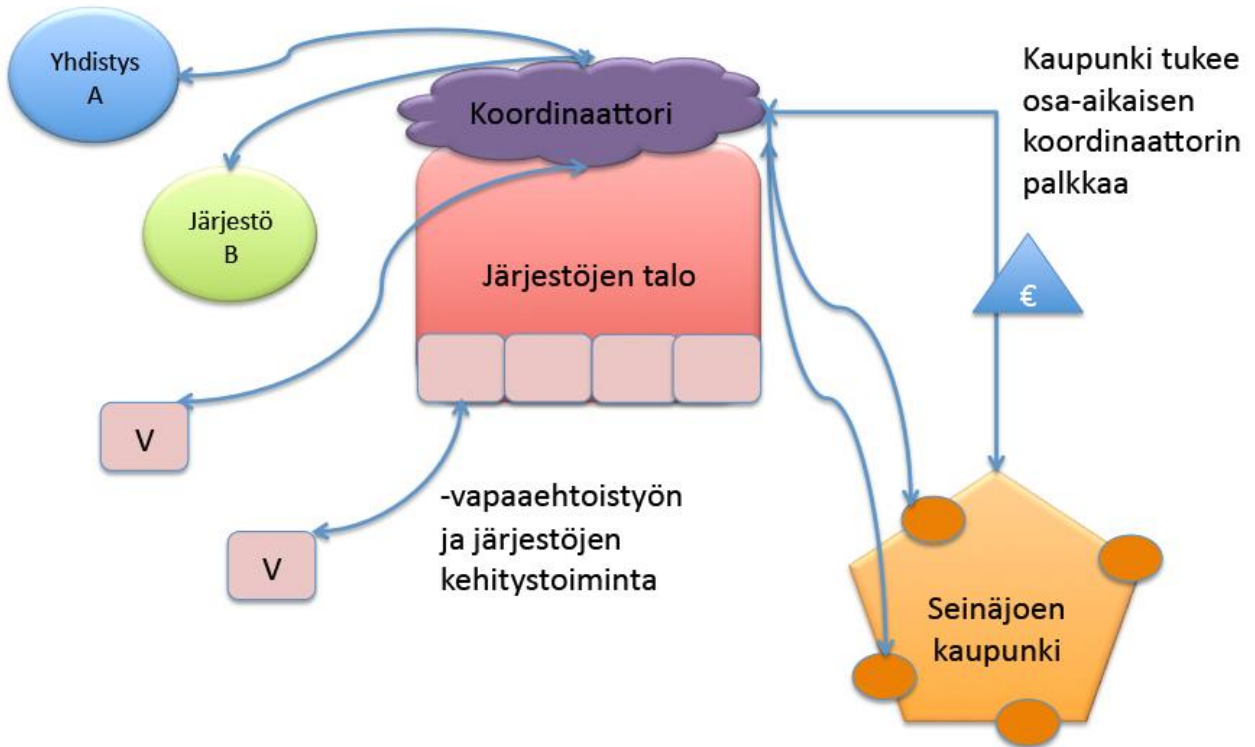 Yhdistys
A
Koordinaattori
Kaupunki tukee
osa-aikaisen
koordinaattorin
palkkaa
Järjestö
B
Järjestöjen talo
€
V
-vapaaehtoistyön
ja järjestöjen
kehitystoiminta
V
Seinäjoen
kaupunki